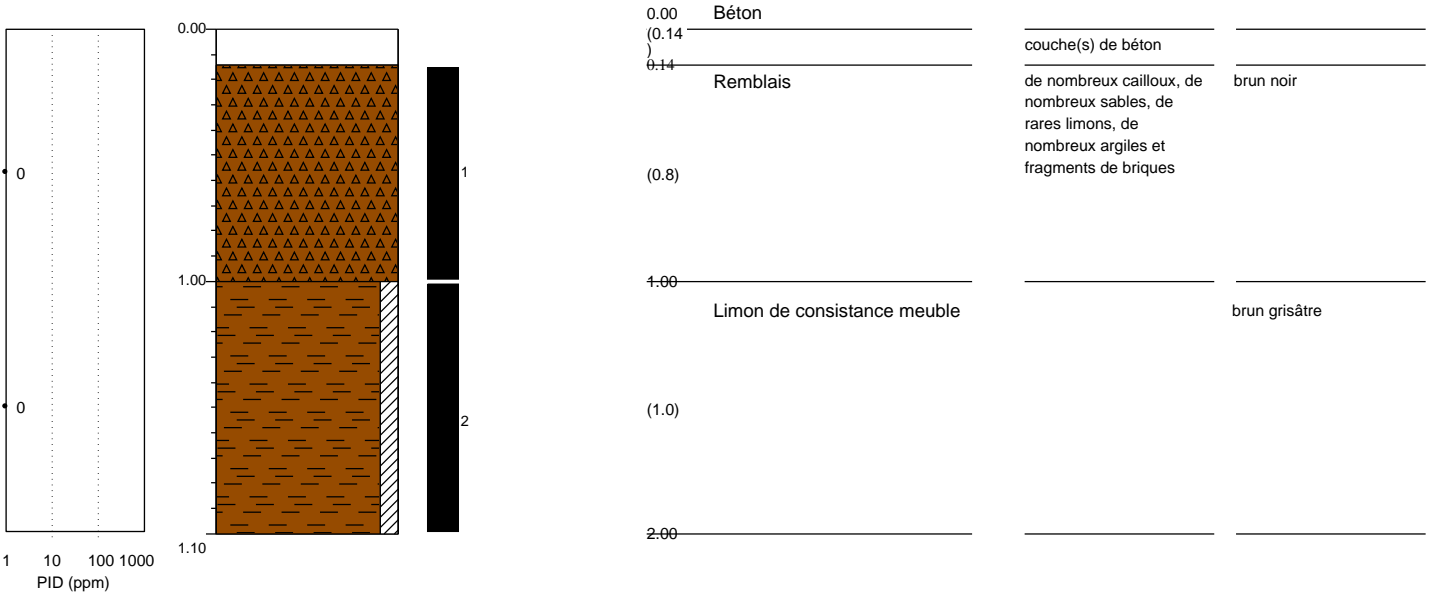 0.00
1.00
1.10
0
0
1 10 100 1000
PID (ppm)
1
2
0.00 Béton
(0.14
)
couche(s) de béton
0.14
Remblais
de nombreux cailloux, de
nombreux sables, de
rares limons, de
nombreux argiles et
fragments de briques
brun noir
(0.8)
1.00
Limon de consistance meuble
brun grisâtre
(1.0)
2.00